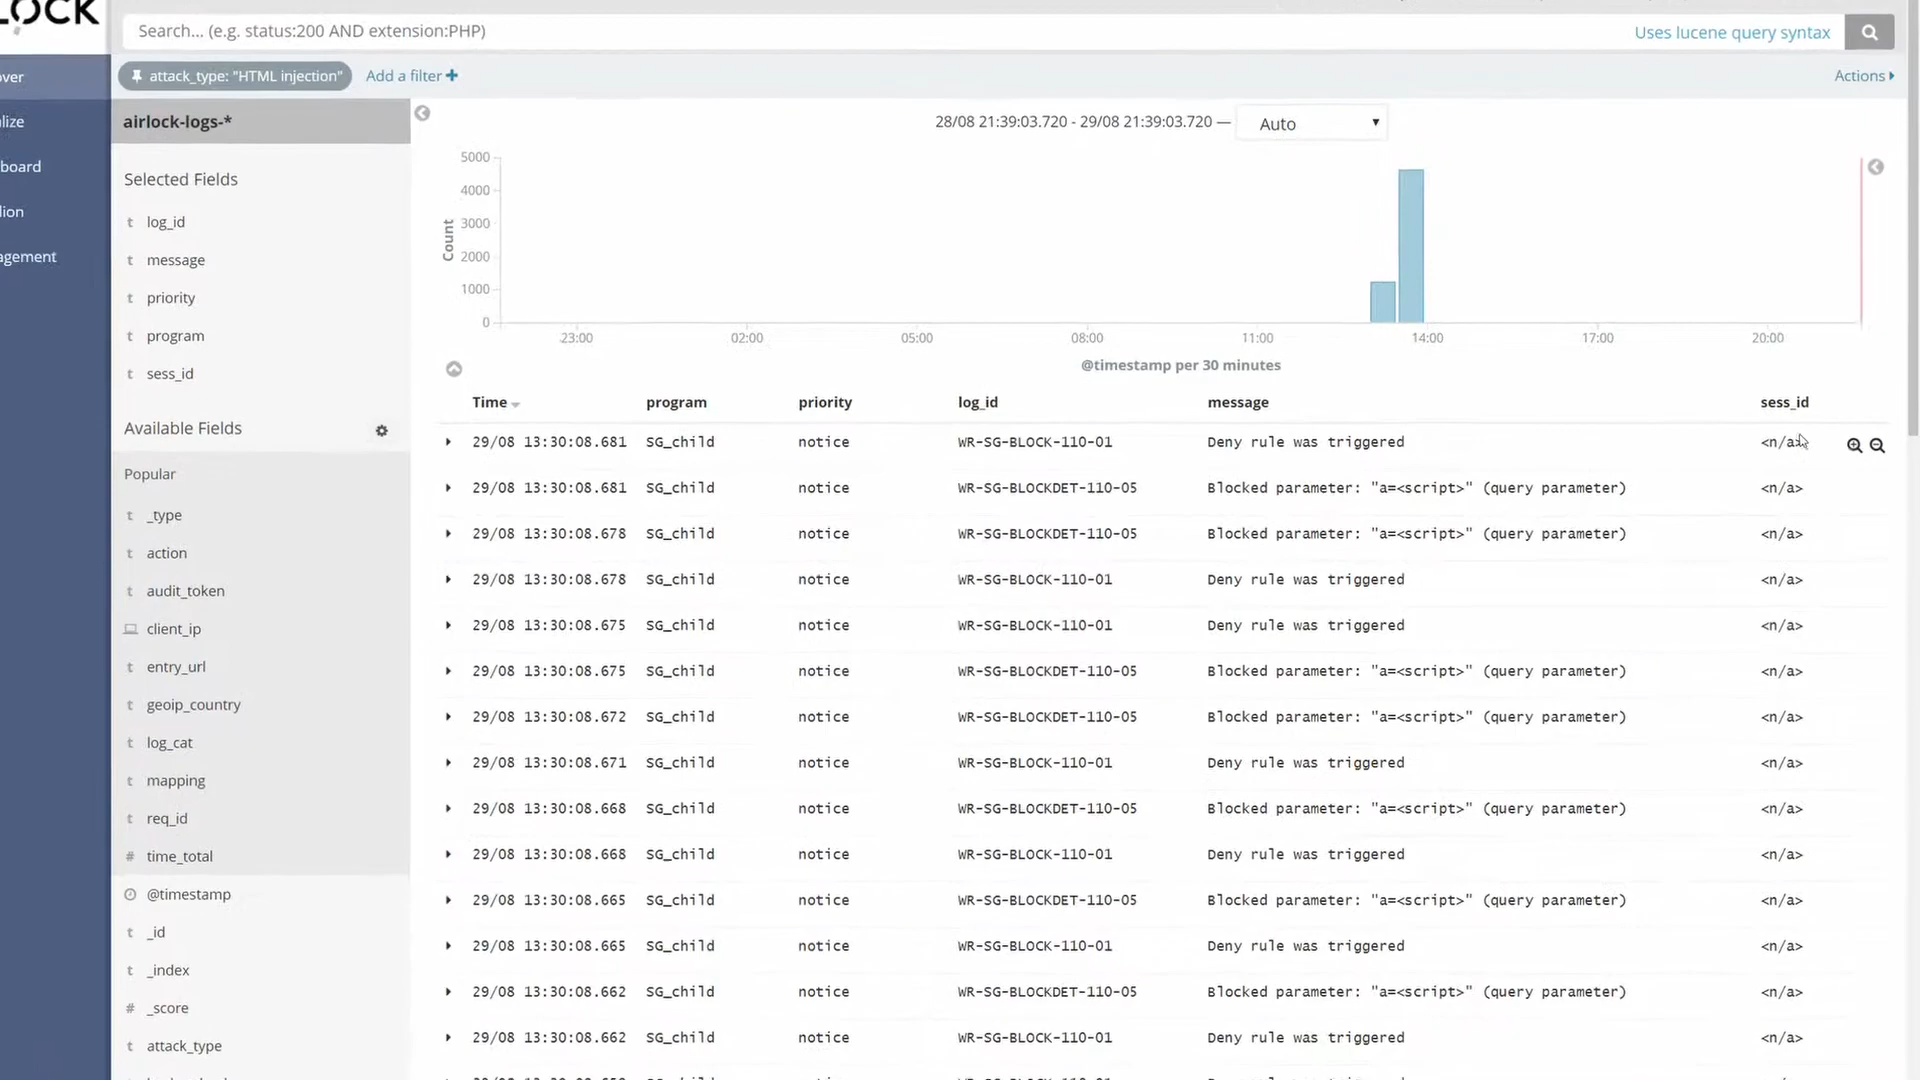 LOCK
Search... (e.g. status:200 AND extension:PHP)
Uses lucene query syntax
attack_type: "HTML injection"
Add a filter +
Actions
over
lize
board
lion
agement
airlock-logs-*
Selected Fields
t log_id
t message
t priority
t program
t sess_id
Available Fields
Popular
t _type
t action
t audit_token
client_ip
t entry_url
t geoip_country
t log_cat
t mapping
t req_id
# time_total
@timestamp
t _id
t _index
# _score
t attack_type
28/08 21:39:03.720 - 29/08 21:39:03.720 —
Auto
5000
4000
3000
2000
1000
0
Count
23:00 02:00 05:00 08:00 11:00 14:00 17:00 20:00
@timestamp per 30 minutes
Time program priority log_id message sess_id
29/08 13:30:08.681 SG_child notice WR-SG-BLOCK-110-01 Deny rule was triggered <n/a>
29/08 13:30:08.681 SG_child notice WR-SG-BLOCKDET-110-05 Blocked parameter: "a=<script>" (query parameter) <n/a>
29/08 13:30:08.678 SG_child notice WR-SG-BLOCKDET-110-05 Blocked parameter: "a=<script>" (query parameter) <n/a>
29/08 13:30:08.678 SG_child notice WR-SG-BLOCK-110-01 Deny rule was triggered <n/a>
29/08 13:30:08.675 SG_child notice WR-SG-BLOCK-110-01 Deny rule was triggered <n/a>
29/08 13:30:08.675 SG_child notice WR-SG-BLOCKDET-110-05 Blocked parameter: "a=<script>" (query parameter) <n/a>
29/08 13:30:08.672 SG_child notice WR-SG-BLOCKDET-110-05 Blocked parameter: "a=<script>" (query parameter) <n/a>
29/08 13:30:08.671 SG_child notice WR-SG-BLOCK-110-01 Deny rule was triggered <n/a>
29/08 13:30:08.668 SG_child notice WR-SG-BLOCKDET-110-05 Blocked parameter: "a=<script>" (query parameter) <n/a>
29/08 13:30:08.668 SG_child notice WR-SG-BLOCK-110-01 Deny rule was triggered <n/a>
29/08 13:30:08.665 SG_child notice WR-SG-BLOCKDET-110-05 Blocked parameter: "a=<script>" (query parameter) <n/a>
29/08 13:30:08.665 SG_child notice WR-SG-BLOCK-110-01 Deny rule was triggered <n/a>
29/08 13:30:08.662 SG_child notice WR-SG-BLOCKDET-110-05 Blocked parameter: "a=<script>" (query parameter) <n/a>
29/08 13:30:08.662 SG_child notice WR-SG-BLOCK-110-01 Deny rule was triggered <n/a>